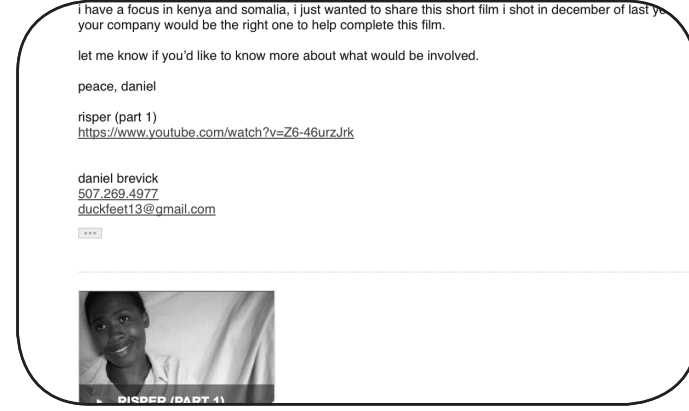 i have a focus in kenya and somalia, i just wanted to share this short film i shot in december of last
your company would be the right one to help complete this film.
let me know if you'd like to know more about what would be involved.
peace, daniel
risper (part 1)
https://www.youtube.com/watch?v=Z6-46urzJrk
daniel brevick
507.269.4977
duckfeet13@gmail.com
RISPER (PART 1)